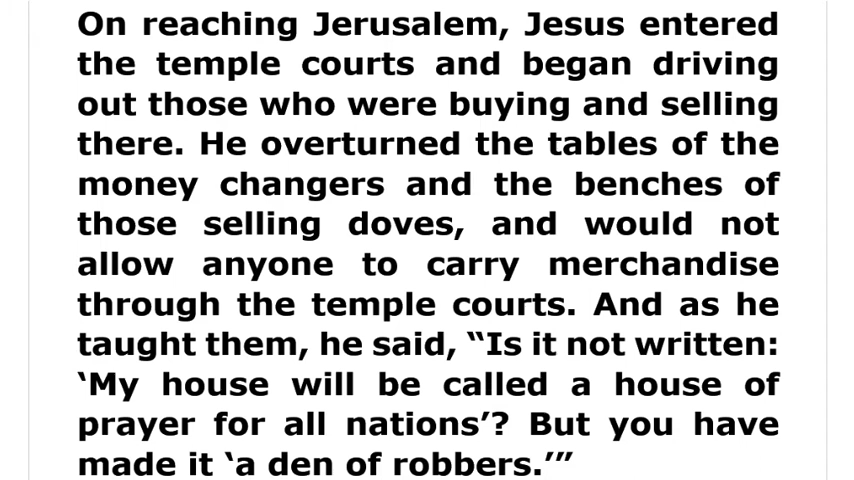 On reaching Jerusalem, Jesus entered
the temple courts and began driving
out those who were buying and selling
there. He overturned the tables of the
money changers and the benches of
those selling doves, and would not
allow anyone to carry merchandise
through the temple courts. And as he
taught them, he said, “Is it not written:
‘My house will be called a house of
prayer for all nations’? But you have
made it ‘a den of robbers.’”